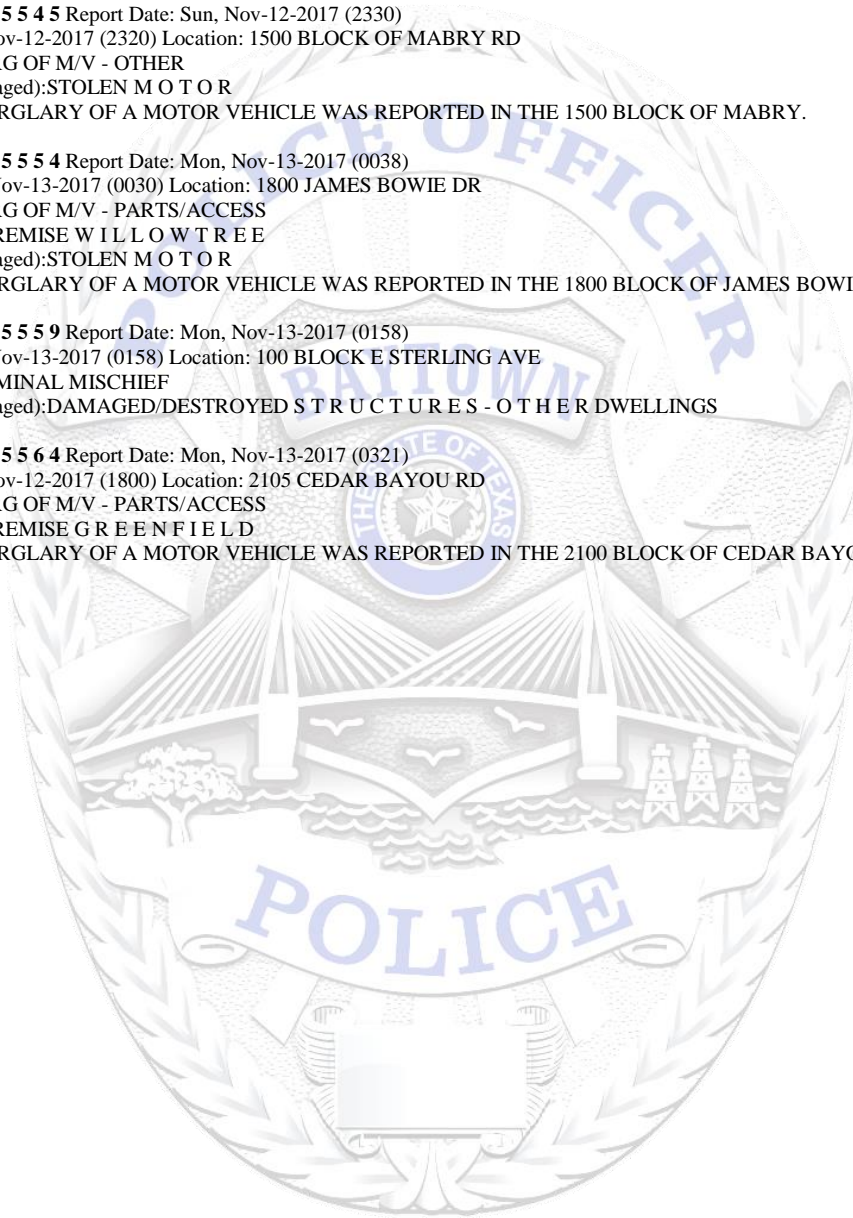 5 5 4 5 Report Date: Sun, Nov-12-2017 (2330)
ov-12-2017 (2320) Location: 1500 BLOCK OF MABRY RD
G OF M/V - OTHER
aged):STOLEN M O T O R
RGLARY OF A MOTOR VEHICLE WAS REPORTED IN THE 1500 BLOCK OF MABRY.
5 5 5 4 Report Date: Mon, Nov-13-2017 (0038)
Nov-13-2017 (0030) Location: 1800 JAMES BOWIE DR
RG OF M/V - PARTS/ACCESS
REMISE W I L L O W T R E E
aged):STOLEN M O T O R
RGLARY OF A MOTOR VEHICLE WAS REPORTED IN THE 1800 BLOCK OF JAMES BOWI
5 5 5 9 Report Date: Mon, Nov-13-2017 (0158)
Nov-13-2017 (0158) Location: 100 BLOCK E STERLING AVE
MINAL MISCHIEF
aged):DAMAGED/DESTROYED S T R U C T U R E S - O T H E R DWELLINGS
5 5 6 4 Report Date: Mon, Nov-13-2017 (0321)
ov-12-2017 (1800) Location: 2105 CEDAR BAYOU RD
G OF M/V - PARTS/ACCESS
REMISE G R E E N F I E L D
RGLARY OF A MOTOR VEHICLE WAS REPORTED IN THE 2100 BLOCK OF CEDAR BAYO
POLICE OFFICER
BAYTOWN
THE STATE OF TEXAS
POLICE